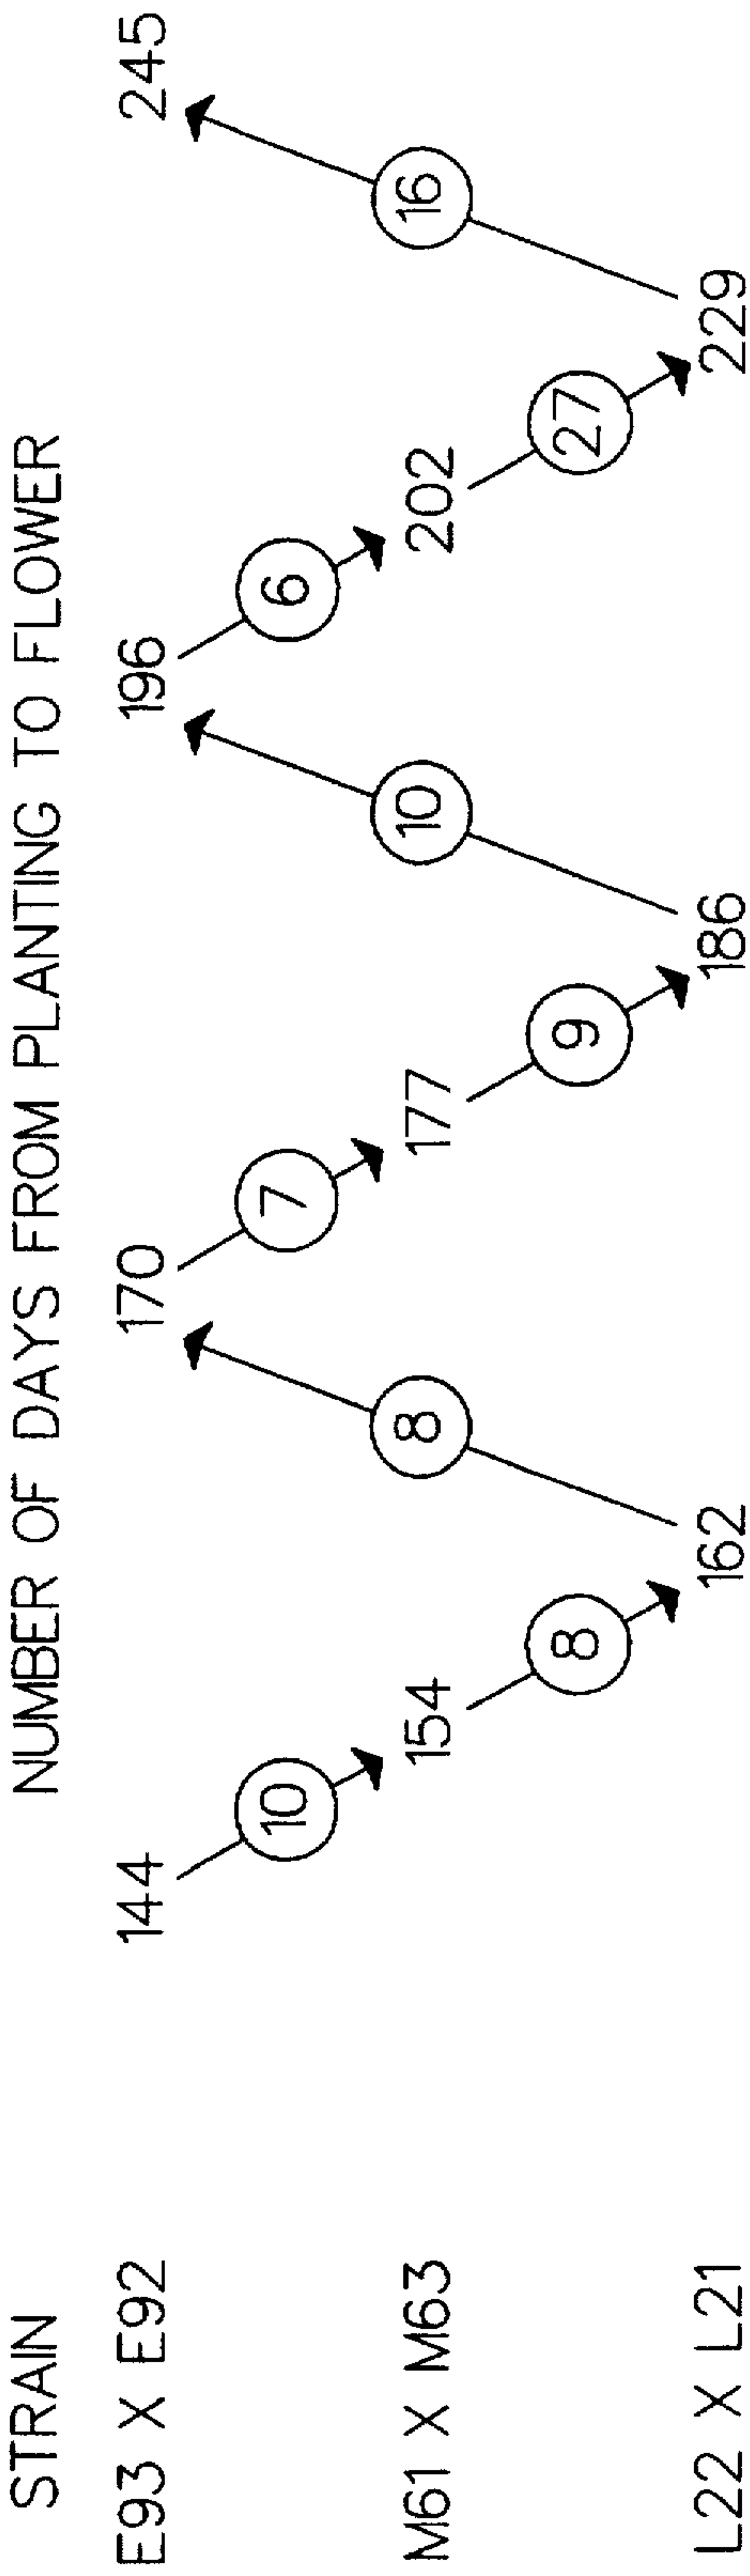 STRAIN NUMBER OF DAYS FROM PLANTING TO FLOWER
E93 X E92 144 170 196 245
10 7 6
8 10 16
M61 X M63 154 177 202
8 9 27
L22 X L21 162 186 229